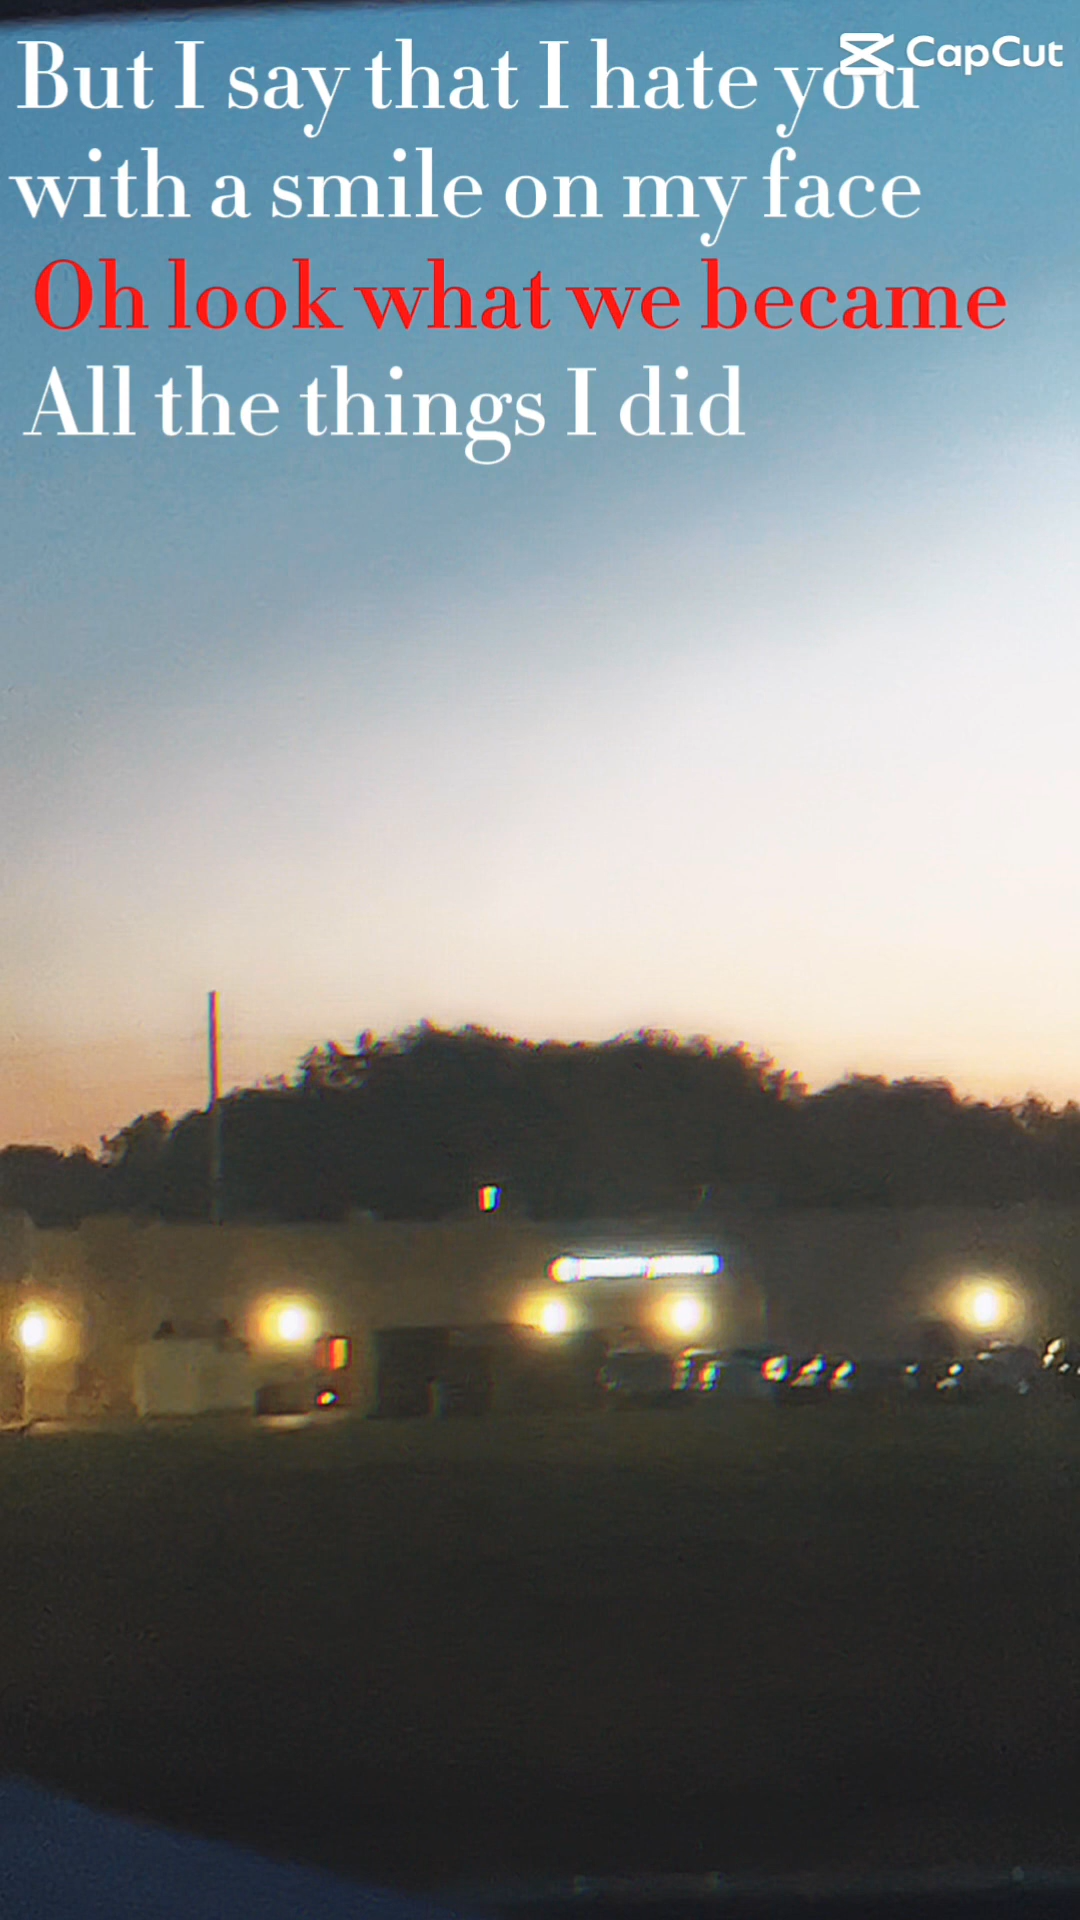 CapCut
But I say that I hate you
with a smile on my face
Oh look what we became
All the things I did